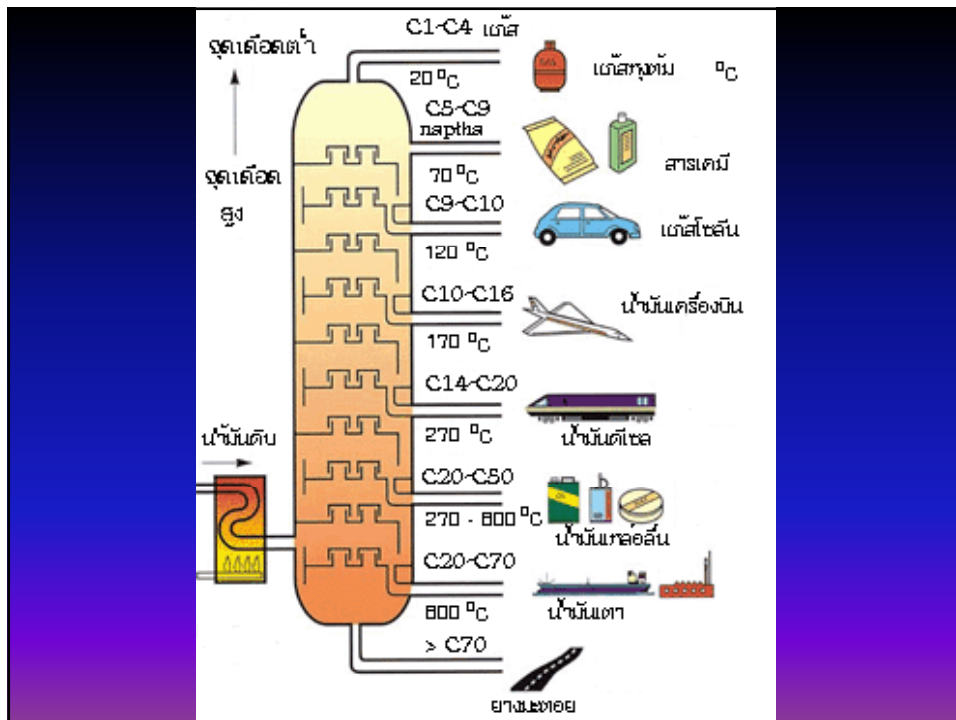 C1-C4 แก๊ส
จุดเดือดต่ำ
แก๊สหุงต้ม °C
20 °C
C5-C9
naptha
สารเคมี
70 °C
จุดเดือด
สูง
C9-C10
แก๊สโซลีน
120 °C
C10-C16
น้ำมันเครื่องบิน
170 °C
C14-C20
น้ำมันดีเซล
270 °C
น้ำมันดิบ
C20-C50
270 - 600 °C
น้ำมันหล่อลื่น
C20-C70
น้ำมันเตา
600 °C
> C70
ยางมะตอย